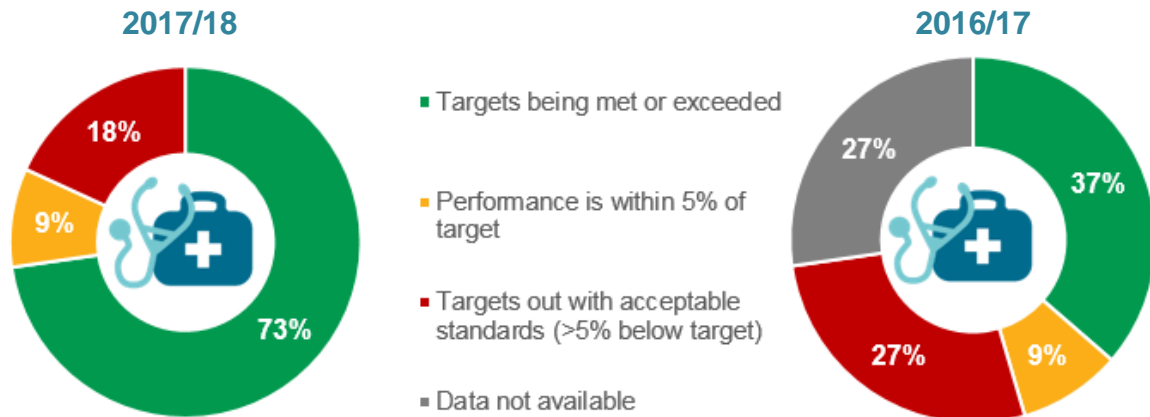 2017/18
2016/17
18%
9%
73%
Targets being met or exceeded
Performance is within 5% of
target
Targets out with acceptable
standards (>5% below target)
Data not available
27%
37%
27%
9%